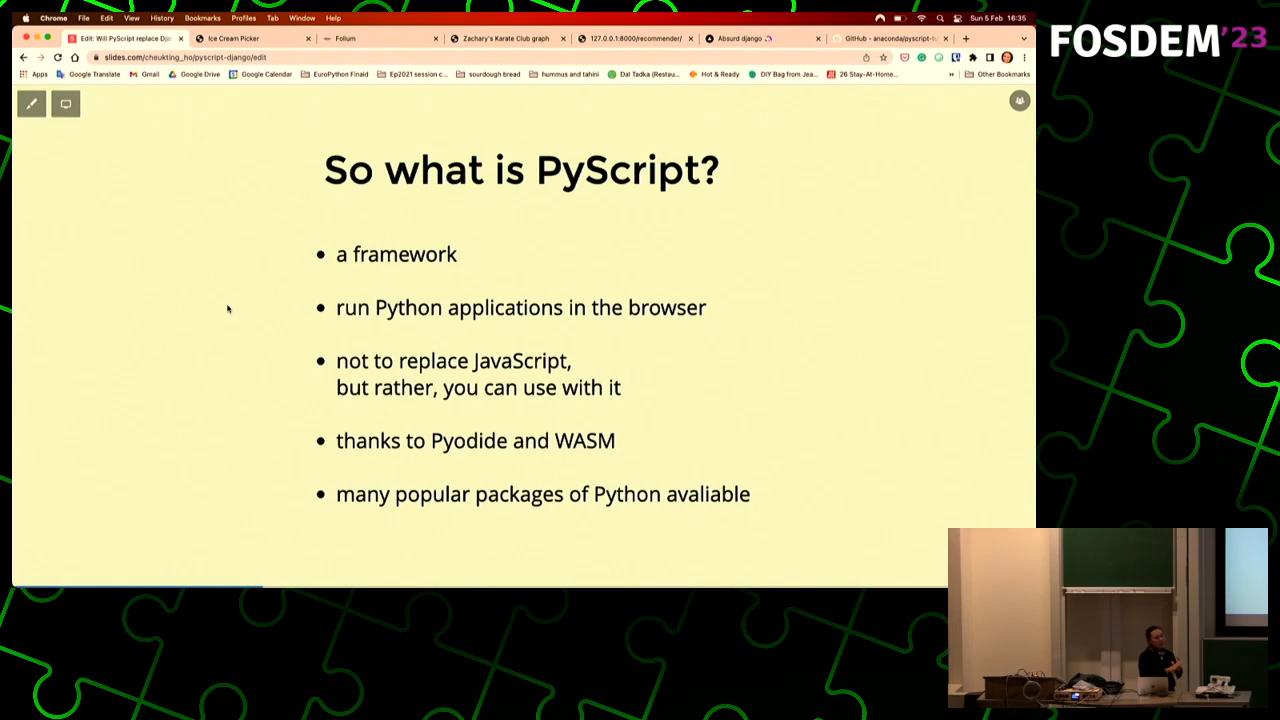 Chrome File Edit View History Bookmarks Profiles Tab Window Help Sun 5 Feb 16:35
FOSDEM'23
Edit: Will PyScript replace Dja Ice Cream Picker Folium Zachary's Karate Club graph 127.0.0.1:8000/recommender/ Absurd django GitHub - anaconda/pyscript-t
slides.com/cheukting_ho/pyscript-django/edit
Apps Google Translate Gmail Google Drive Google Calendar EuroPython Finaid Ep2021 session c... sourdough bread hummus and tahini Dal Tadka (Restau... Hot & Ready DIY Bag from Jea... 26 Stay-At-Home... » Other Bookmarks
So what is PyScript?
• a framework
• run Python applications in the browser
• not to replace JavaScript,
but rather, you can use with it
• thanks to Pyodide and WASM
• many popular packages of Python avaliable